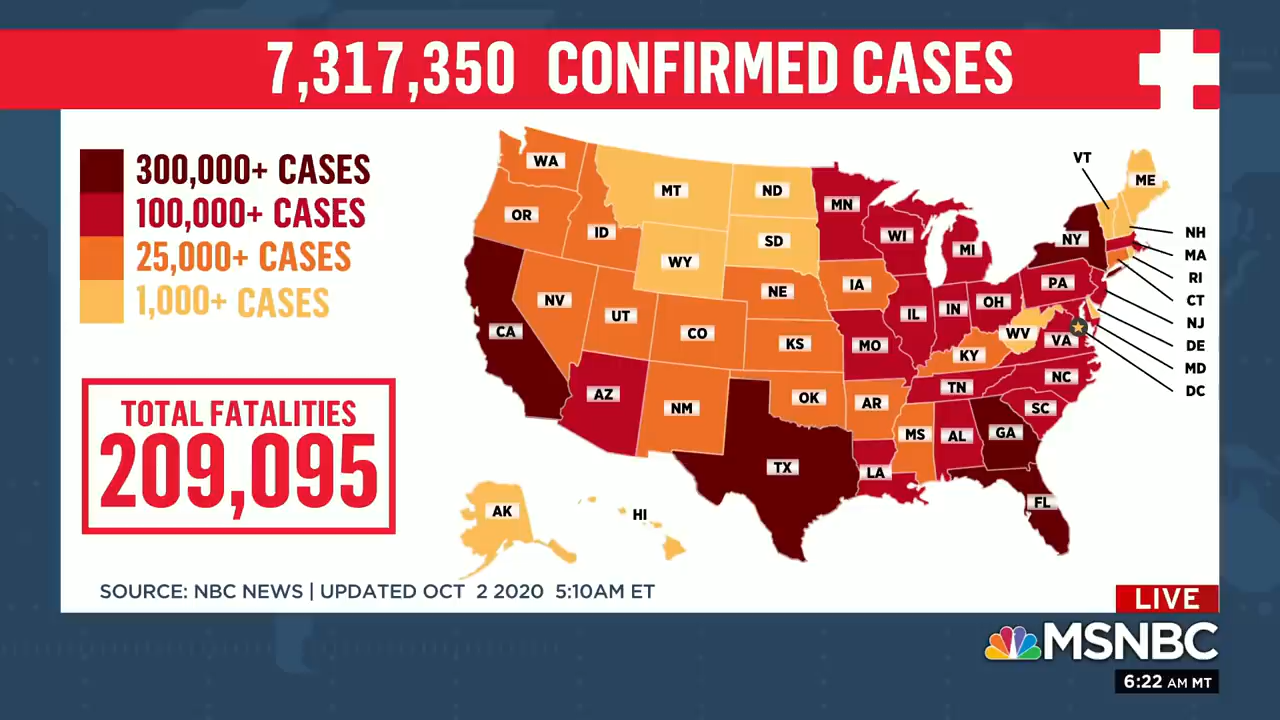 7,317,350 CONFIRMED CASES
300,000+ CASES
100,000+ CASES
25,000+ CASES
1,000+ CASES
TOTAL FATALITIES
209,095
WA
MT
ND
MN
VT
ME
OR
ID
SD
WI
MI
NY
NH
MA
WY
RI
NV
UT
CO
NE
IA
IL
IN
OH
PA
CT
NJ
CA
KS
MO
KY
WV
VA
DE
MD
DC
AZ
NM
OK
AR
TN
NC
SC
MS
AL
GA
TX
LA
FL
AK
HI
SOURCE: NBC NEWS | UPDATED OCT 2 2020 5:10AM ET
LIVE
MSNBC
6:22 AM MT